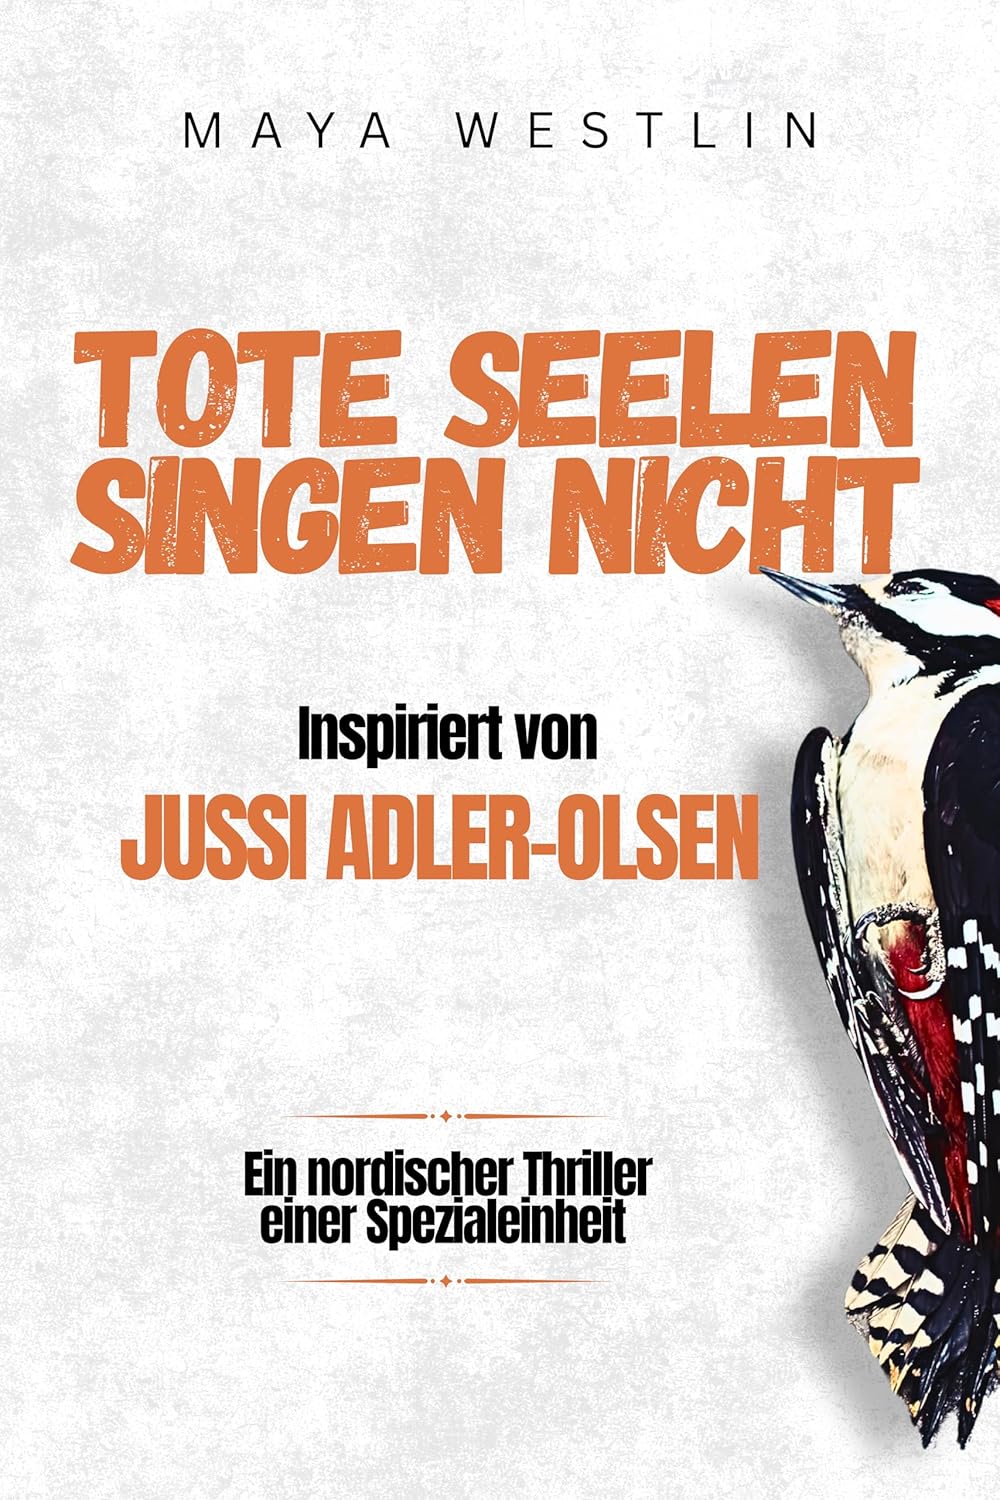 MAYA WESTLIN
TOTE SEELEN
SINGEN NICHT
Inspiriert von
JUSSI ADLER-OLSEN
Ein nordischer Thriller
einer Spezialeinheit